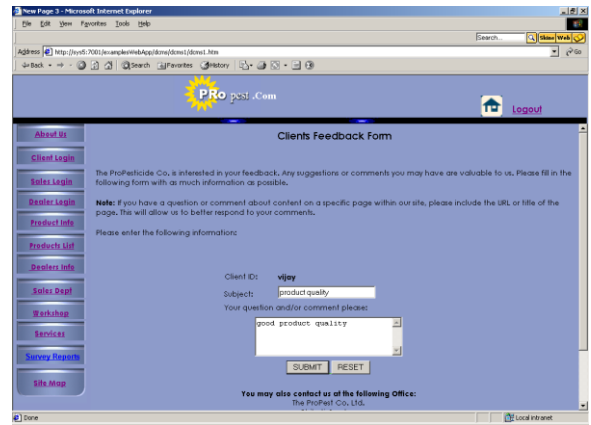 New Page 3 - Microsoft Internet Explorer
File Edit View Favorites Tools Help
Search... Shine Web
Address http://sys5:7001/examplesWebApp/dcms/dcms1/dcms1.htm Go
Back Search Favorites History
PRo pest .Com
Logout
Clients Feedback Form
About Us
Client Login
Sales Login
Dealer Login
Product Info
Products List
Dealers Info
Sales Dept
Workshop
Services
Survey Reports
Site Map
The ProPesticide Co. is interested in your feedback. Any suggestions or comments you may have are valuable to us. Please fill in the
following form with as much information as possible.
Note: If you have a question or comment about content on a specific page within our site, please include the URL or title of the
page. This will allow us to better respond to your comments.
Please enter the following information:
Client ID: vijay
Subject: product quality
Your question and/or comment please:
good product quality
SUBMIT RESET
You may also contact us at the following Office:
The ProPest Co. Ltd.
Done Local intranet